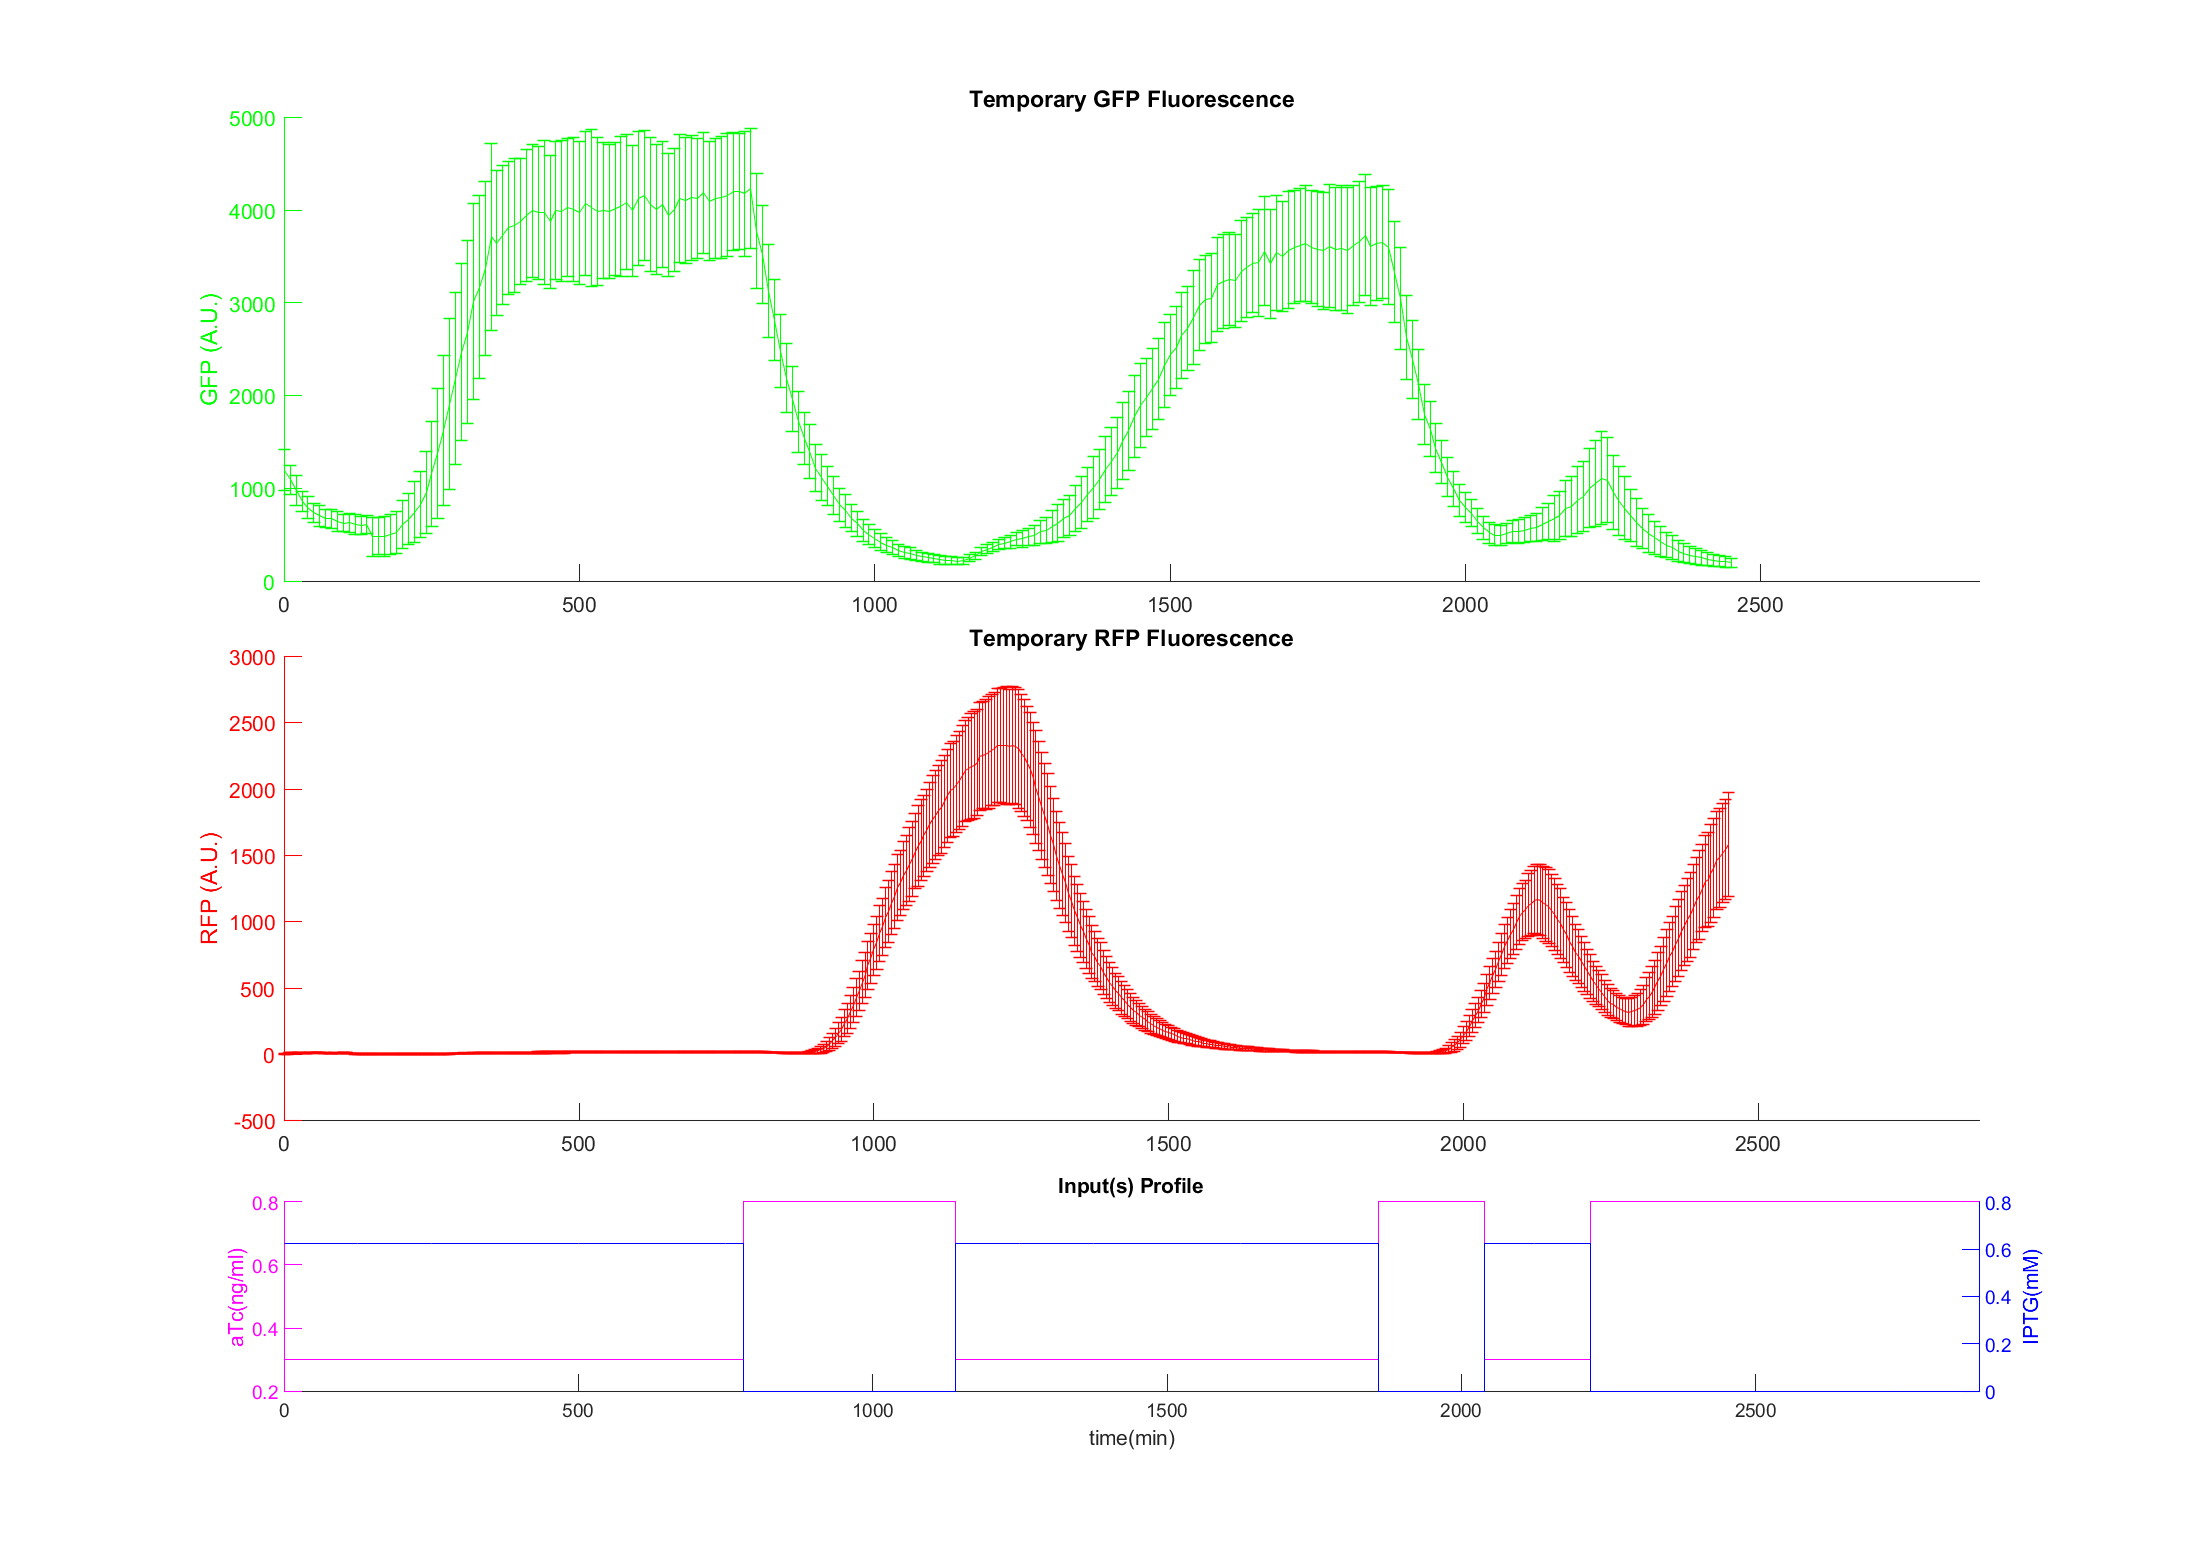 Temporary GFP Fluorescence
GFP (A.U.)
5000
4000
3000
2000
1000
0
0 500 1000 1500 2000 2500
Temporary RFP Fluorescence
RFP (A.U.)
3000
2500
2000
1500
1000
500
0
-500
0 500 1000 1500 2000 2500
Input(s) Profile
aTc(ng/ml)
0.8
0.6
0.4
0.2
IPTG(mM)
0.8
0.6
0.4
0.2
0
0 500 1000 1500 2000 2500
time(min)